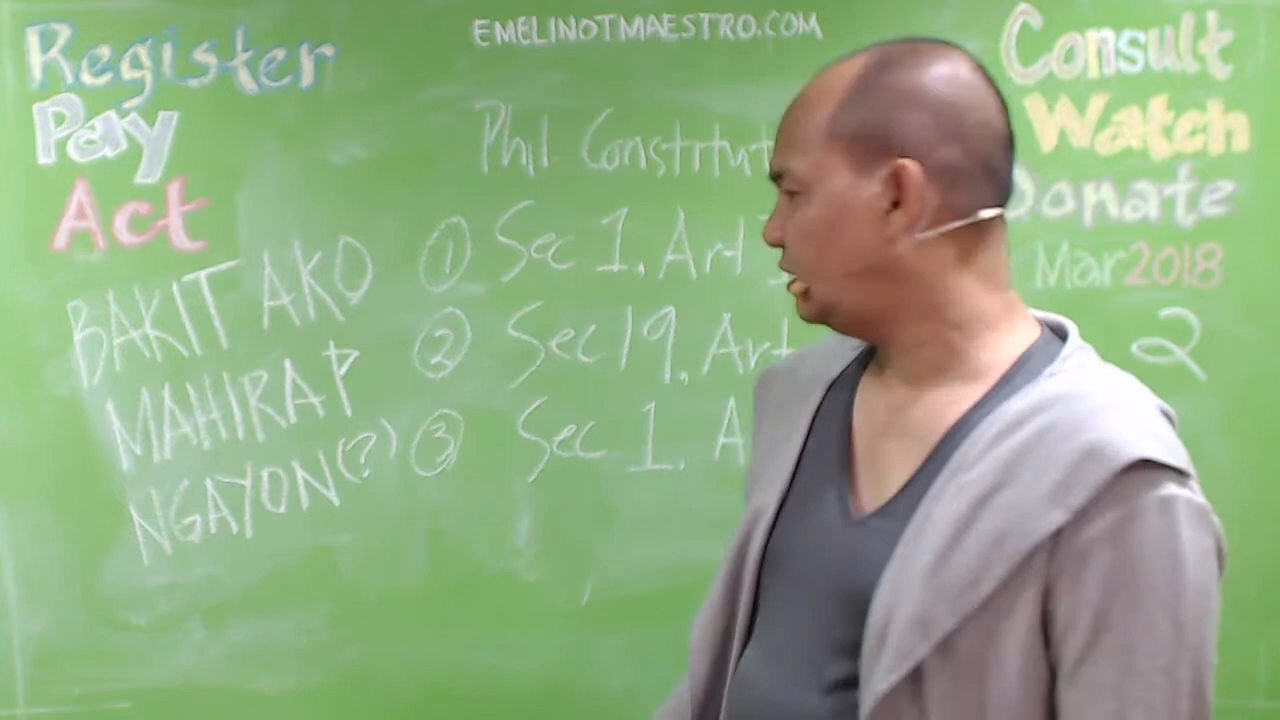 EMELINOTMAESTRO.COM
Register
Pay
Act
BAKIT AKO
MAHIRAP
NGAYON(?)
Phil Constitut
① Sec 1, Art
② Sec 19, Art
③ Sec 1, A
Consult
Watch
Donate
Mar2018
2